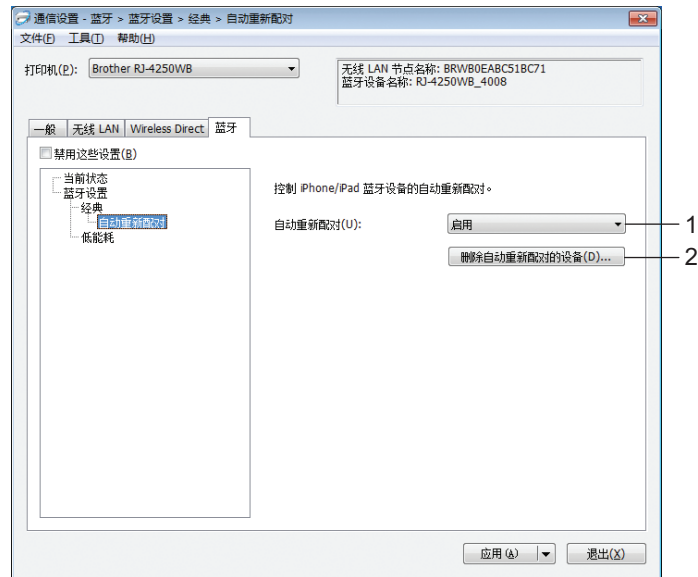 通信设置 - 蓝牙 > 蓝牙设置 > 经典 > 自动重新配对
文件(F) 工具(T) 帮助(H)
打印机(P): Brother RJ-4250WB
无线 LAN 节点名称: BRWB0EABC51BC71
蓝牙设备名称: RJ-4250WB_4008
一般 无线 LAN Wireless Direct 蓝牙
禁用这些设置(B)
当前状态
蓝牙设置
经典
自动重新配对
低能耗
控制 iPhone/iPad 蓝牙设备的自动重新配对。
自动重新配对(U): 启用 1
删除自动重新配对的设备(D)... 2
应用(A) 退出(X)